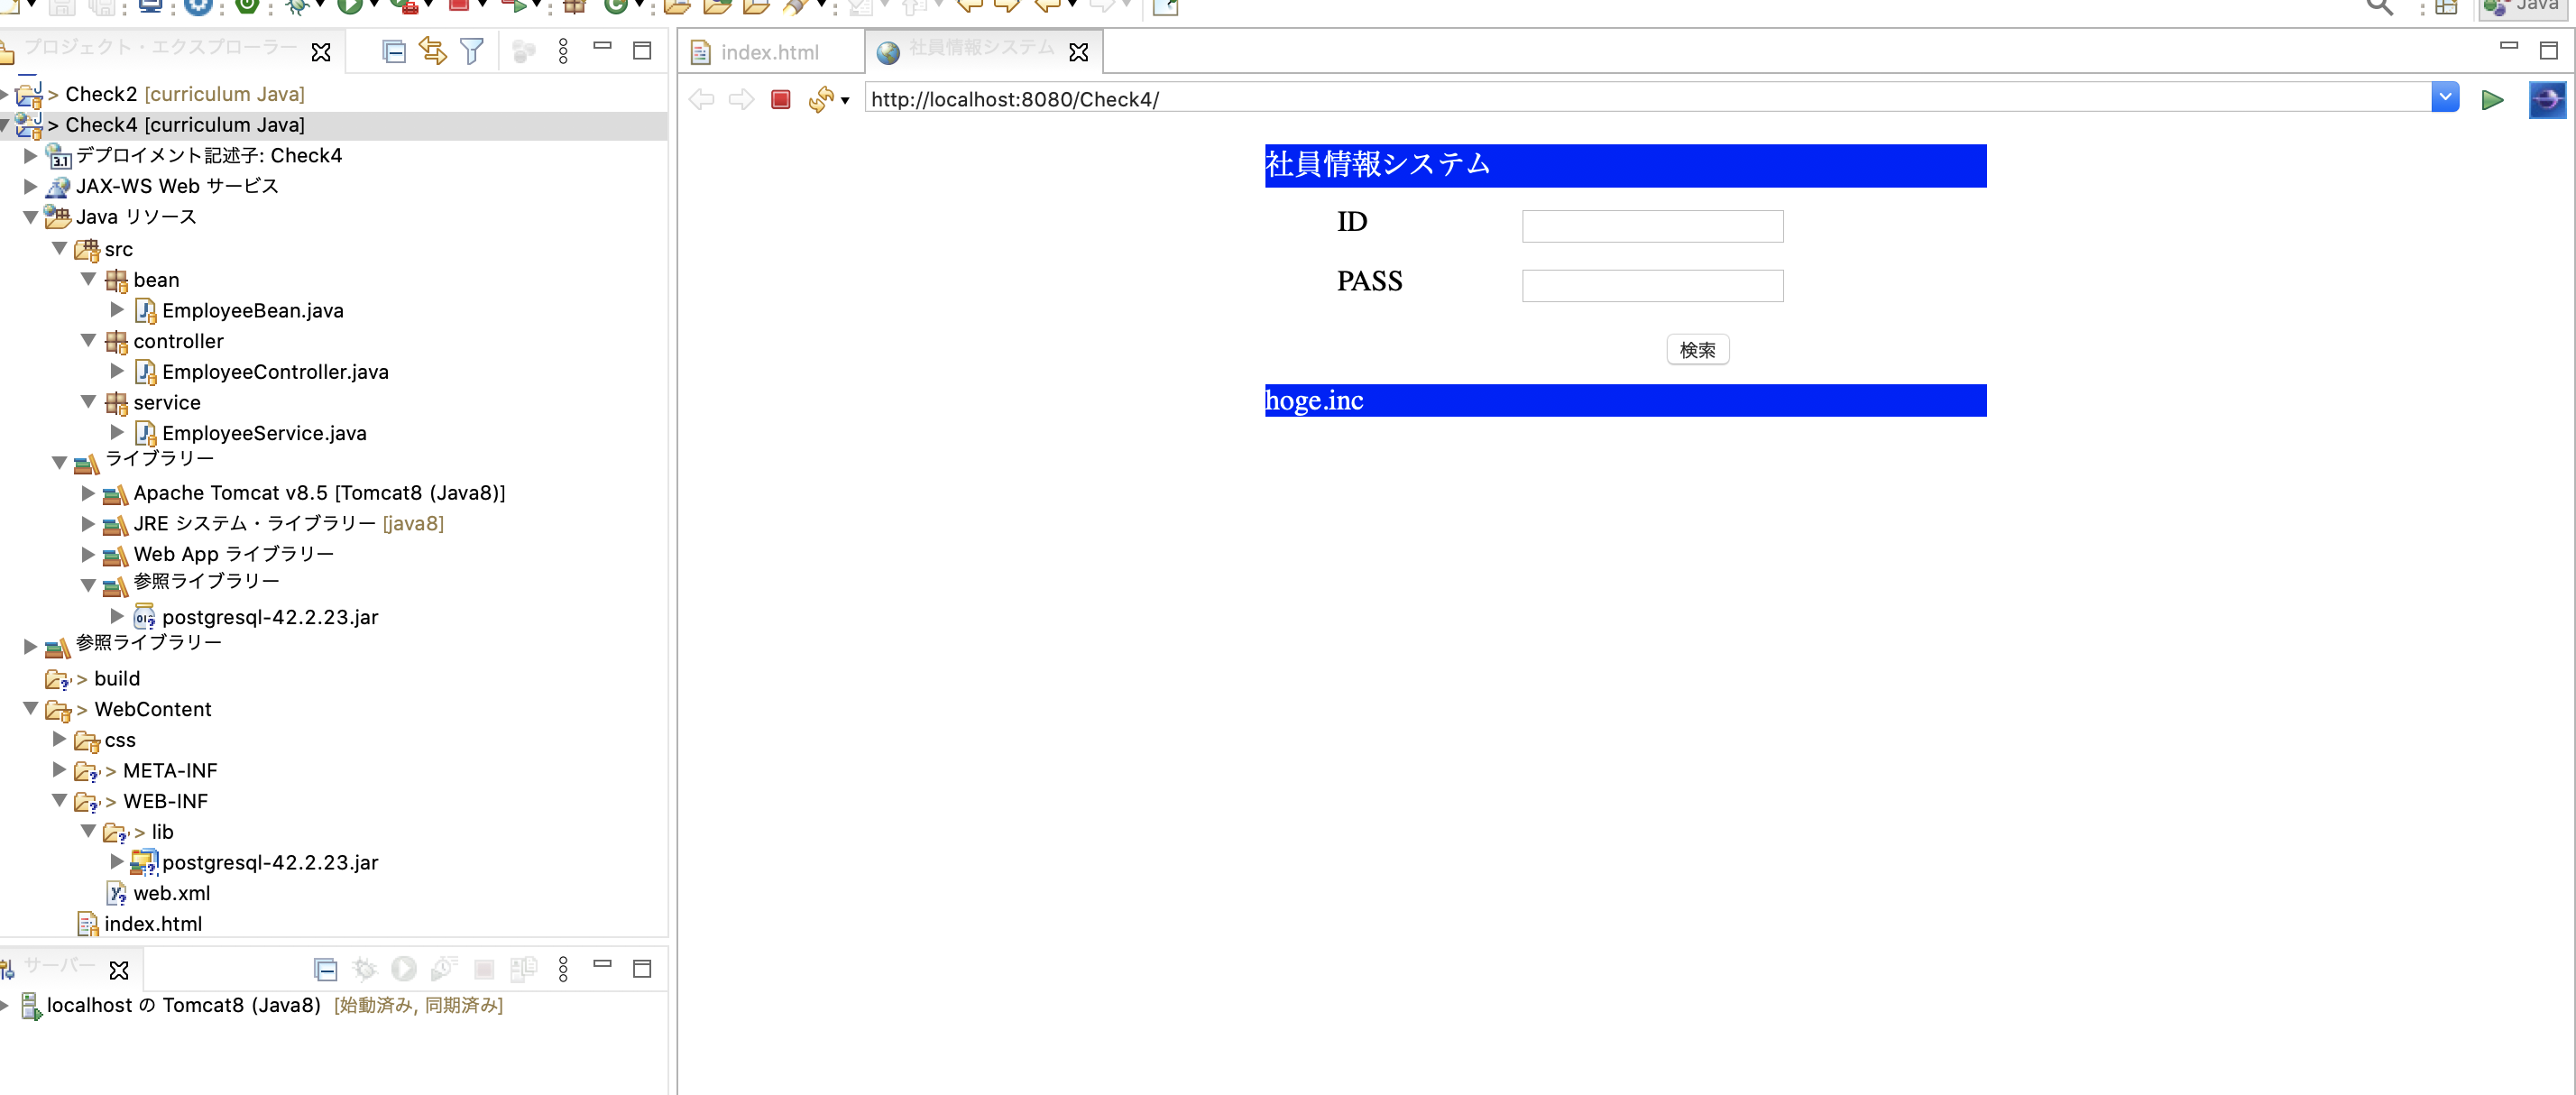 Java
プロジェクト・エクスプローラー
> Check2 [curriculum Java]
> Check4 [curriculum Java]
デプロイメント記述子: Check4
JAX-WS Web サービス
Java リソース
src
bean
EmployeeBean.java
controller
EmployeeController.java
service
EmployeeService.java
ライブラリー
Apache Tomcat v8.5 [Tomcat8 (Java8)]
JRE システム・ライブラリー [java8]
Web App ライブラリー
参照ライブラリー
postgresql-42.2.23.jar
参照ライブラリー
> build
> WebContent
css
> META-INF
> WEB-INF
> lib
postgresql-42.2.23.jar
web.xml
index.html
サーバー
localhost の Tomcat8 (Java8) [始動済み, 同期済み]
index.html
社員情報システム
http://localhost:8080/Check4/
社員情報システム
ID
PASS
検索
hoge.inc